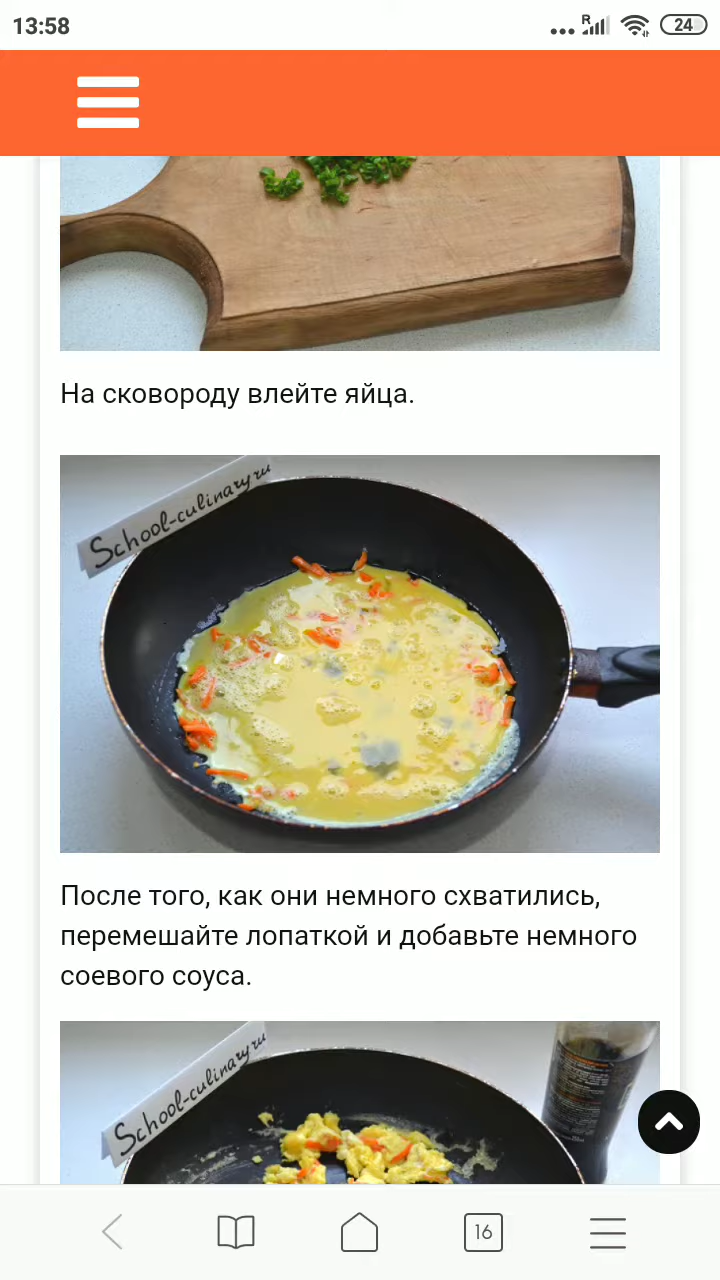 13:58
R
24
На сковороду влейте яйца.
School-culinary.ru
После того, как они немного схватились,
перемешайте лопаткой и добавьте немного
соевого соуса.
School-culinary.ru
16